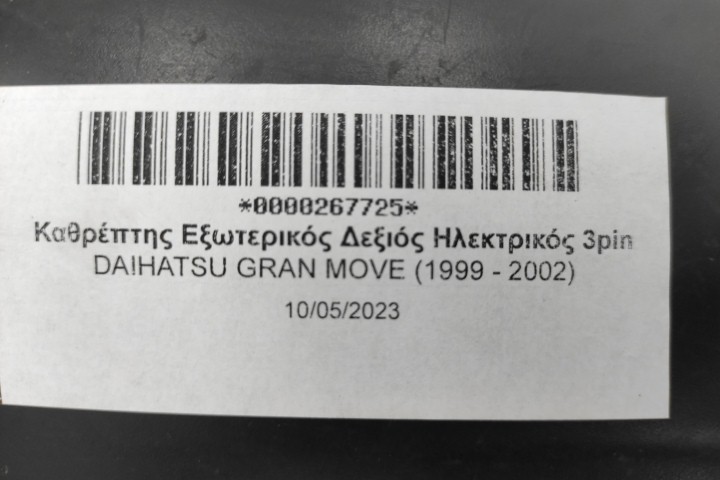 *0000267725*
Καθρέπτης Εξωτερικός Δεξιός Ηλεκτρικός 3pin
DAIHATSU GRAN MOVE (1999 - 2002)
10/05/2023